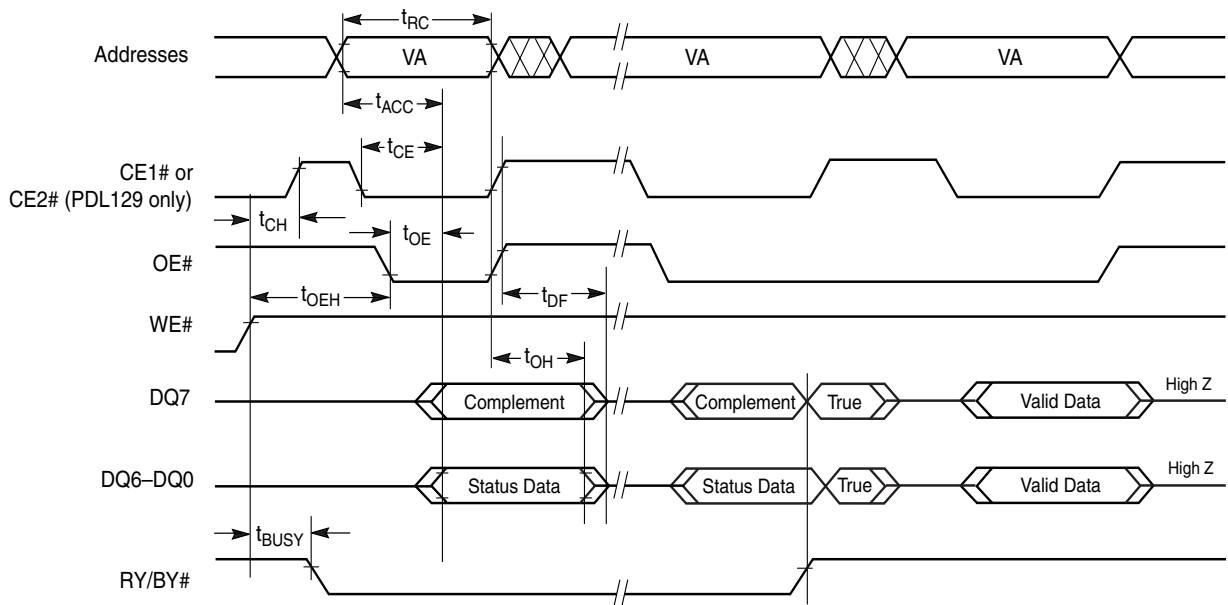 tRC
Addresses VA VA VA
tACC
tCE
CE1# or
CE2# (PDL129 only)
tCH tOE
OE#
tOEH tDF
WE#
tOH
DQ7 Complement Complement True Valid Data High Z
DQ6–DQ0 Status Data Status Data True Valid Data High Z
tBUSY
RY/BY#